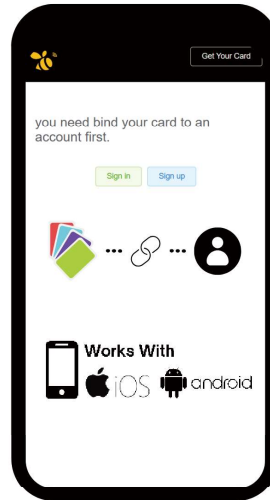 Get Your Card
you need bind your card to an
account first.
Sign in
Sign up
Works With
iOS
android